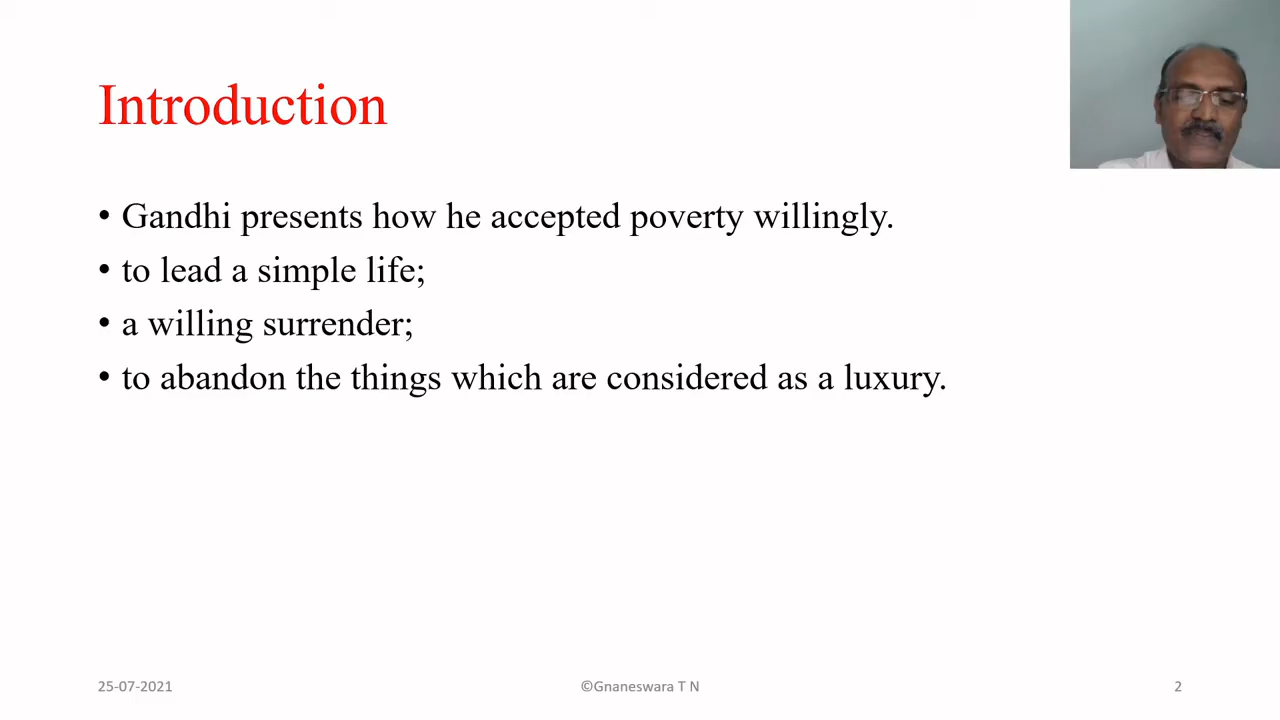 Introduction
• Gandhi presents how he accepted poverty willingly.
• to lead a simple life;
• a willing surrender;
• to abandon the things which are considered as a luxury.
25-07-2021
©Gnaneswara T N
2